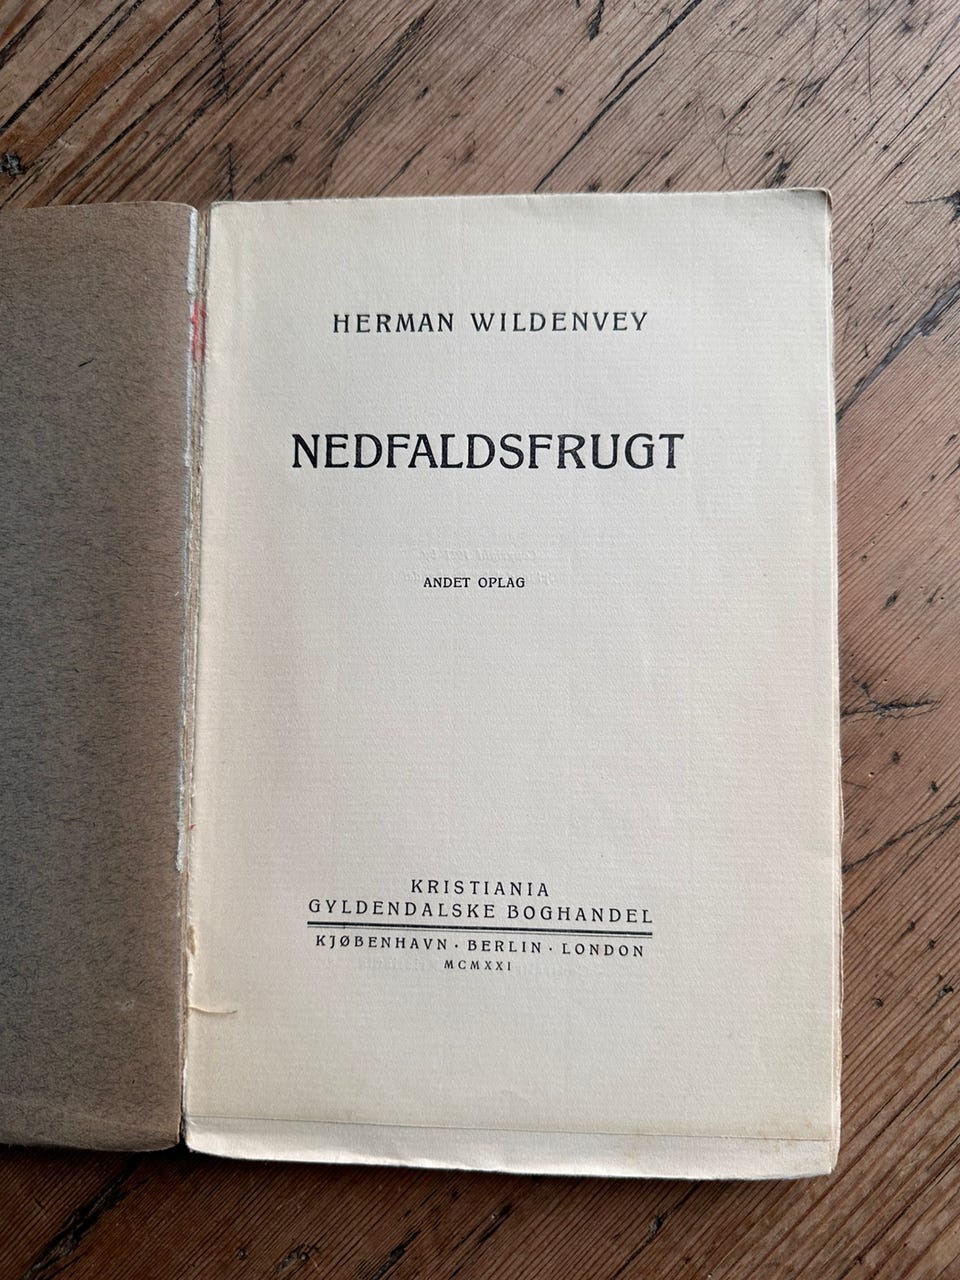 HERMAN WILDENVEY
NEDFALDSFRUGT
ANDET OPLAG
KRISTIANIA
GYLDENDALSKE BOGHANDEL
KJØBENHAVN · BERLIN · LONDON
MCMXXI